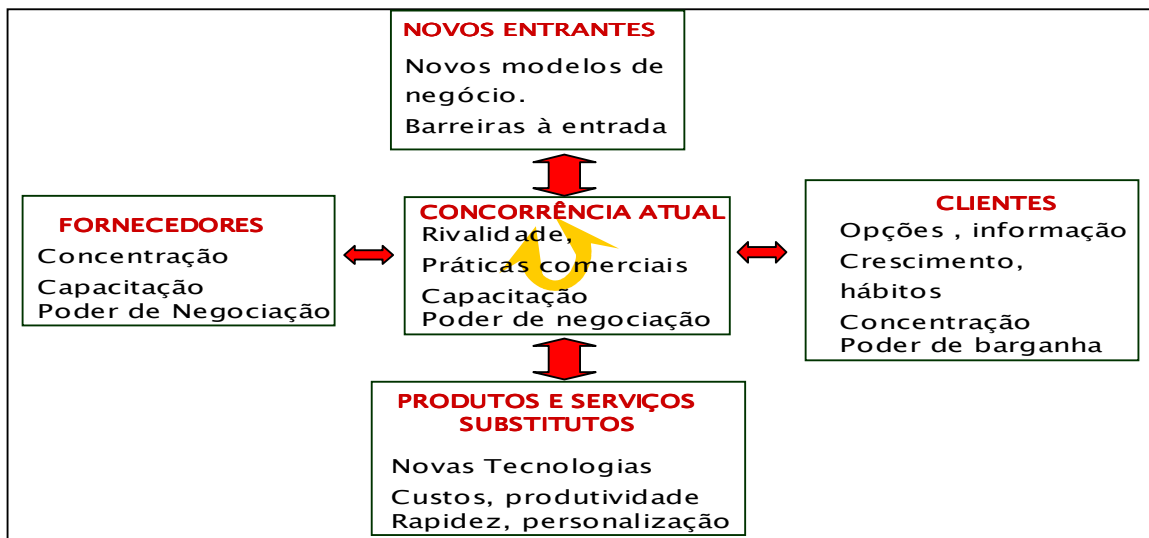 NOVOS ENTRANTES
Novos modelos de
negócio.
Barreiras à entrada
FORNECEDORES
Concentração
Capacitação
Poder de Negociação
CONCORRÊNCIA ATUAL
Rivalidade,
Práticas comerciais
Capacitação
Poder de negociação
CLIENTES
Opções , informação
Crescimento,
hábitos
Concentração
Poder de barganha
PRODUTOS E SERVIÇOS
SUBSTITUTOS
Novas Tecnologias
Custos, produtividade
Rapidez, personalização